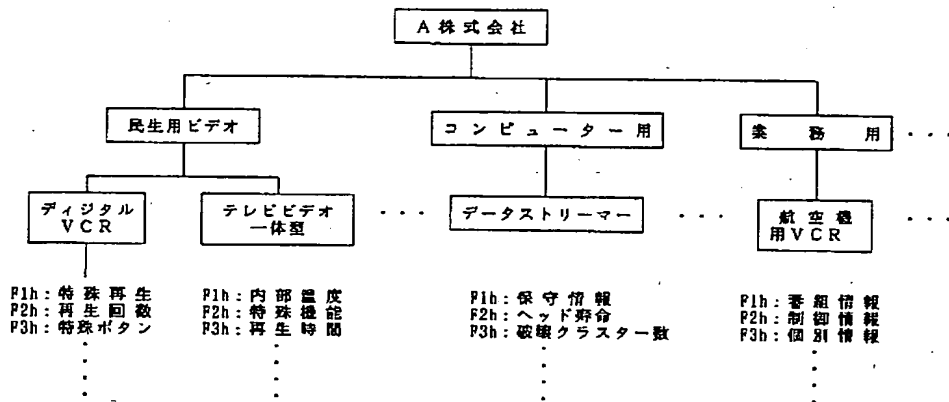 A株式会社
民生用ビデオ
コンピューター用
業務用
・・・
ディジタル
VCR
テレビビデオ
一体型
・・・
データストリーマー
・・・
航空機
用VCR
・・・
F1h:特殊再生
F2h:再生回数
F3h:特殊ボタン
F1h:内部温度
F2h:特殊機能
F3h:再生時間
F1h:保守情報
F2h:ヘッド寿命
F3h:破壊クラスター数
F1h:番組情報
F2h:制御情報
F3h:個別情報